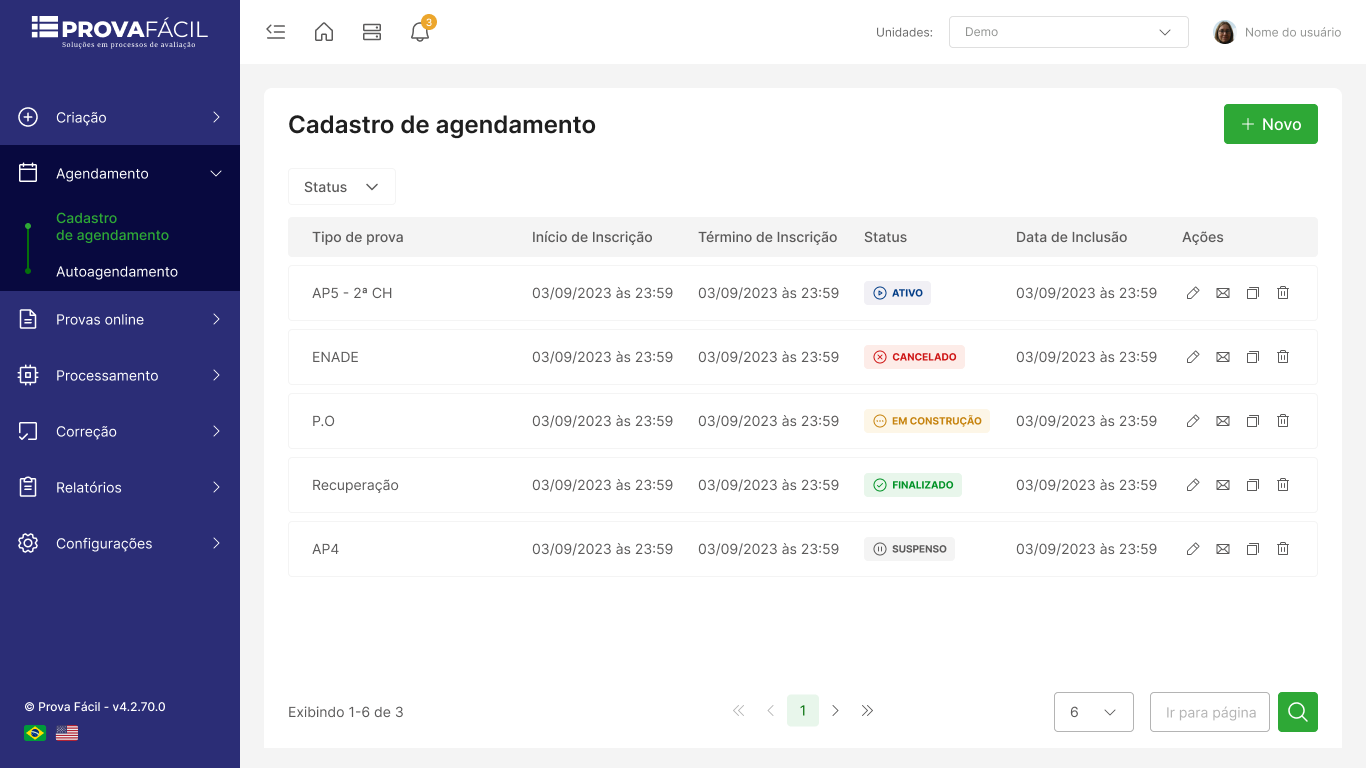 PROVAFÁCIL
Soluções em processos de avaliação
3
Unidades:
Demo
Nome do usuário
Criação
Agendamento
Cadastro
de agendamento
Autoagendamento
Provas online
Processamento
Correção
Relatórios
Configurações
© Prova Fácil - v4.2.70.0
Cadastro de agendamento
Novo
Status
Tipo de prova Início de Inscrição Término de Inscrição Status Data de Inclusão Ações
AP5 - 2ª CH 03/09/2023 às 23:59 03/09/2023 às 23:59 ATIVO 03/09/2023 às 23:59
ENADE 03/09/2023 às 23:59 03/09/2023 às 23:59 CANCELADO 03/09/2023 às 23:59
P.O 03/09/2023 às 23:59 03/09/2023 às 23:59 EM CONSTRUÇÃO 03/09/2023 às 23:59
Recuperação 03/09/2023 às 23:59 03/09/2023 às 23:59 FINALIZADO 03/09/2023 às 23:59
AP4 03/09/2023 às 23:59 03/09/2023 às 23:59 SUSPENSO 03/09/2023 às 23:59
Exibindo 1-6 de 3
1
6
Ir para página